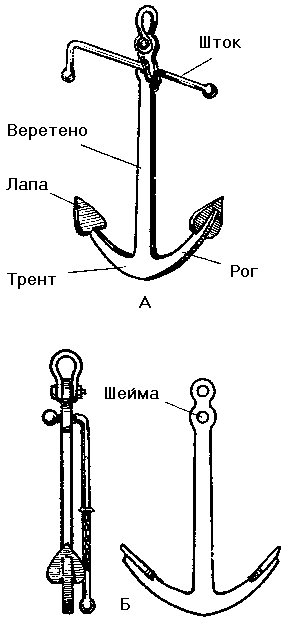 Шток
Веретено
Лапа
Трент
Рог
А
Шейма
Б